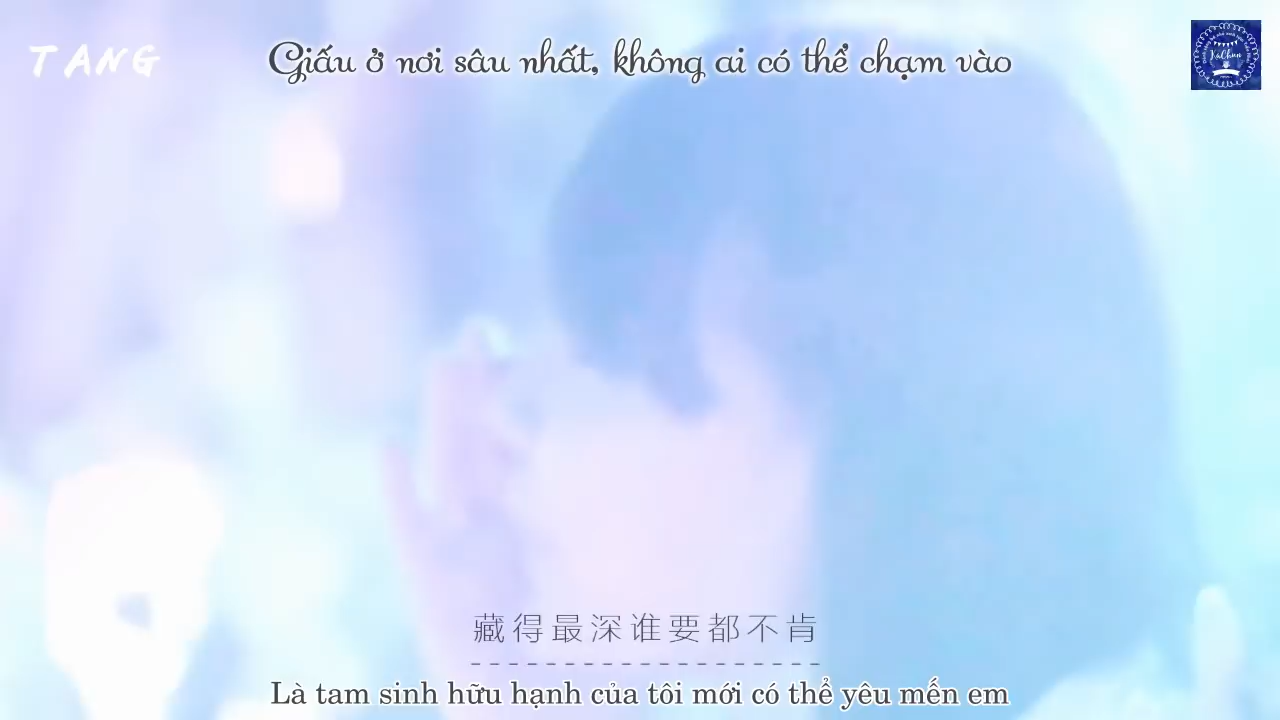 TANG
Giấu ở nơi sâu nhất, không ai có thể chạm vào
藏得最深谁要都不肯
Là tam sinh hữu hạnh của tôi mới có thể yêu mến em